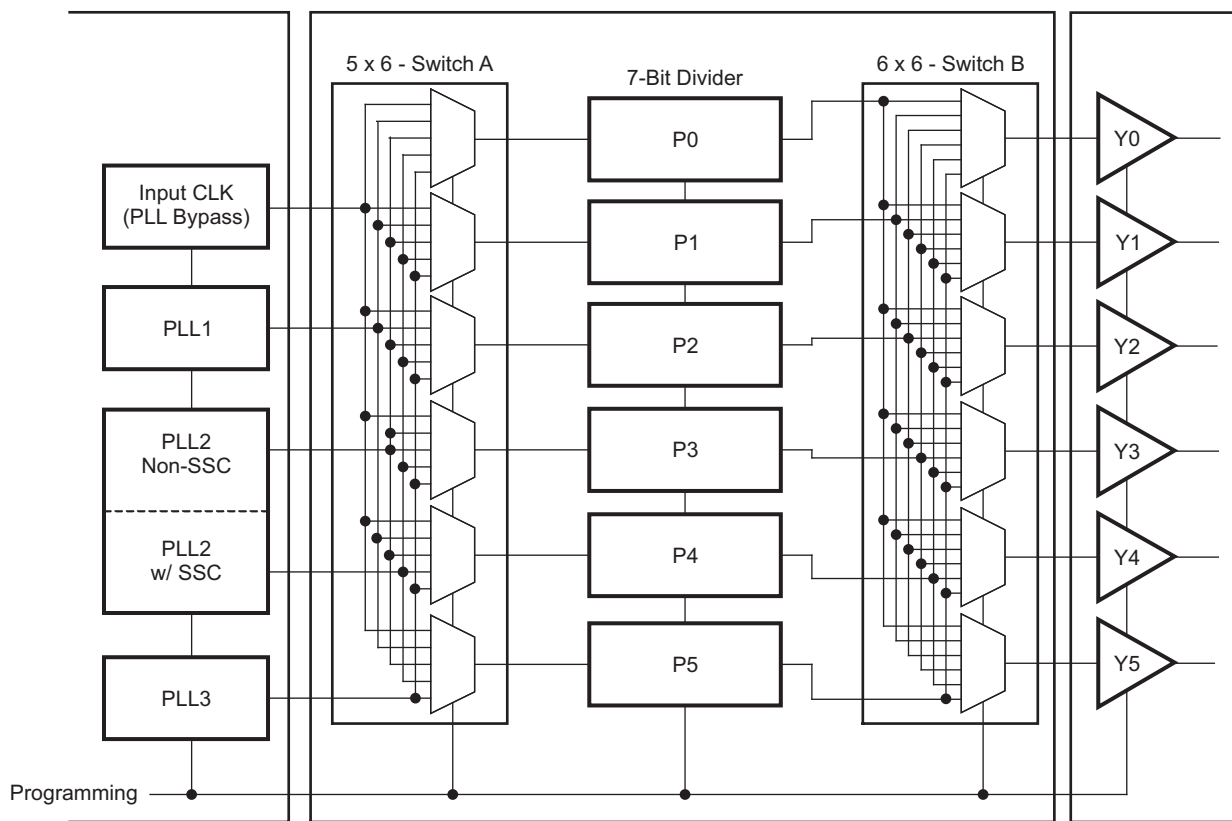 5 x 6 - Switch A
7-Bit Divider
6 x 6 - Switch B
Input CLK
(PLL Bypass)
PLL1
PLL2
Non-SSC
PLL2
w/ SSC
PLL3
P0
P1
P2
P3
P4
P5
Y0
Y1
Y2
Y3
Y4
Y5
Programming